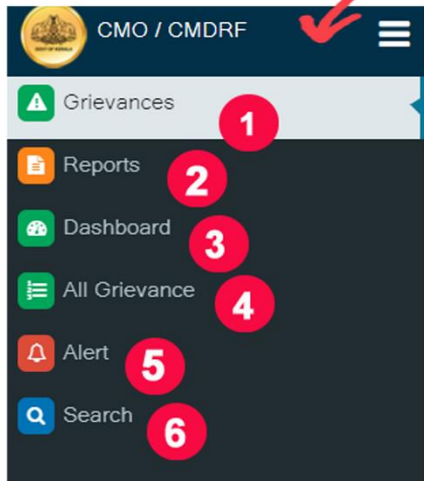 CMO / CMDRF
Grievances
1
Reports
2
Dashboard
3
All Grievance
4
Alert
5
Search
6